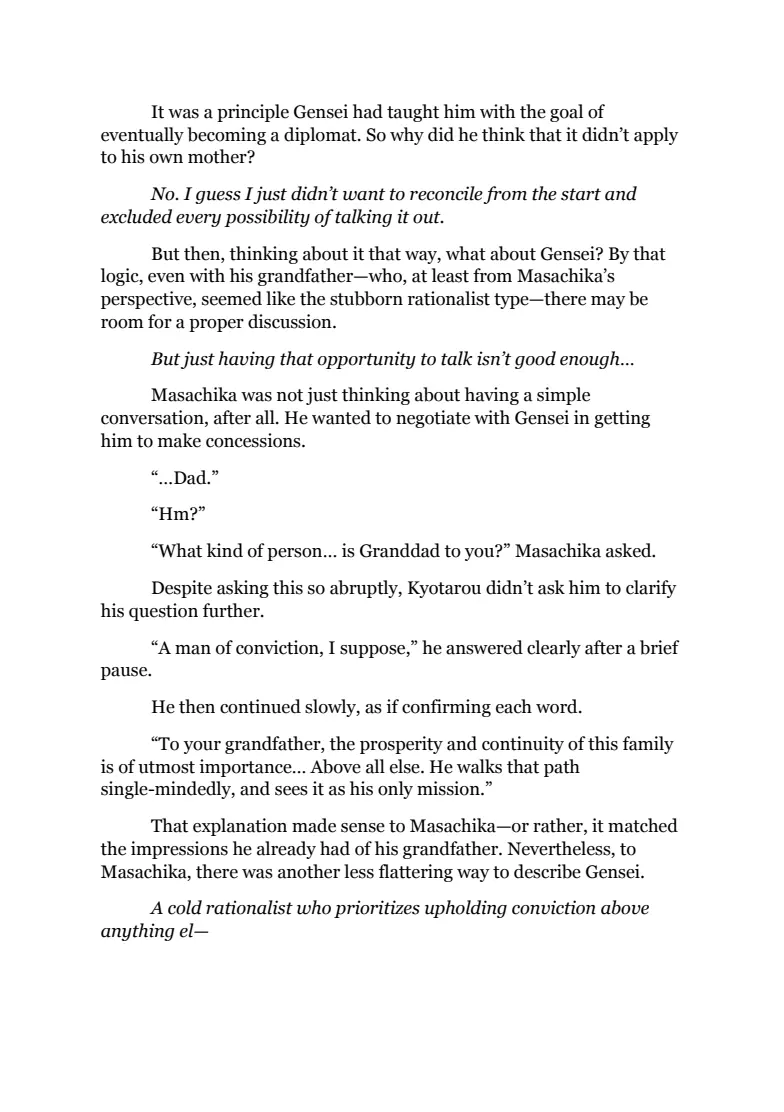 It was a principle Gensei had taught him with the goal of
eventually becoming a diplomat. So why did he think that it didn’t apply
to his own mother?
No. I guess I just didn’t want to reconcile from the start and
excluded every possibility of talking it out.
But then, thinking about it that way, what about Gensei? By that
logic, even with his grandfather—who, at least from Masachika’s
perspective, seemed like the stubborn rationalist type—there may be
room for a proper discussion.
But just having that opportunity to talk isn’t good enough…
Masachika was not just thinking about having a simple
conversation, after all. He wanted to negotiate with Gensei in getting
him to make concessions.
“…Dad.”
“Hm?”
“What kind of person… is Granddad to you?” Masachika asked.
Despite asking this so abruptly, Kyotarou didn’t ask him to clarify
his question further.
“A man of conviction, I suppose,” he answered clearly after a brief
pause.
He then continued slowly, as if confirming each word.
“To your grandfather, the prosperity and continuity of this family
is of utmost importance… Above all else. He walks that path
single-mindedly, and sees it as his only mission.”
That explanation made sense to Masachika—or rather, it matched
the impressions he already had of his grandfather. Nevertheless, to
Masachika, there was another less flattering way to describe Gensei.
A cold rationalist who prioritizes upholding conviction above
anything el—